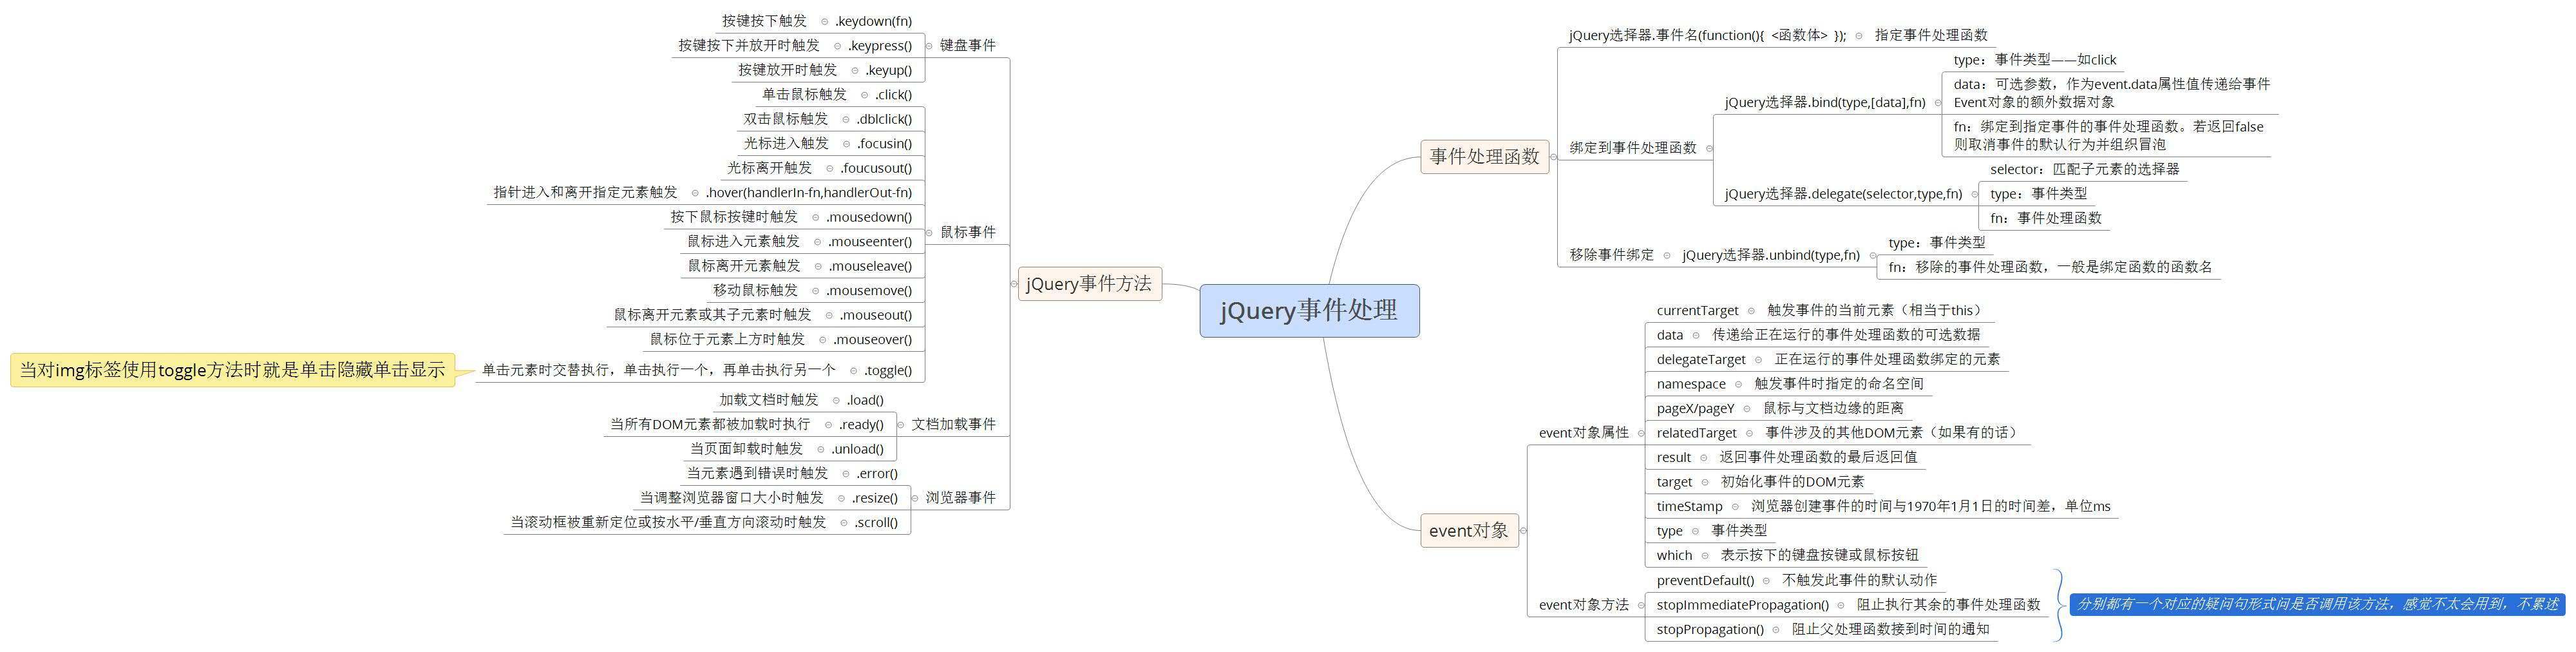 jQuery事件处理
事件处理函数
jQuery选择器.事件名(function(){ <函数体> }); 指定事件处理函数
绑定到事件处理函数
jQuery选择器.bind(type,[data],fn)
type：事件类型——如click
data：可选参数，作为event.data属性值传递给事件
Event对象的额外数据对象
fn：绑定到指定事件的事件处理函数。若返回false
则取消事件的默认行为并组织冒泡
jQuery选择器.delegate(selector,type,fn)
selector：匹配子元素的选择器
type：事件类型
fn：事件处理函数
移除事件绑定 jQuery选择器.unbind(type,fn)
type：事件类型
fn：移除的事件处理函数，一般是绑定函数的函数名
event对象
event对象属性
currentTarget 触发事件的当前元素（相当于this）
data 传递给正在运行的事件处理函数的可选数据
delegateTarget 正在运行的事件处理函数绑定的元素
namespace 触发事件时指定的命名空间
pageX/pageY 鼠标与文档边缘的距离
relatedTarget 事件涉及的其他DOM元素（如果有的话）
result 返回事件处理函数的最后返回值
target 初始化事件的DOM元素
timeStamp 浏览器创建事件的时间与1970年1月1日的时间差，单位ms
type 事件类型
which 表示按下的键盘按键或鼠标按钮
event对象方法
preventDefault() 不触发此事件的默认动作
stopImmediatePropagation() 阻止执行其余的事件处理函数
stopPropagation() 阻止父处理函数接到时间的通知
分别都有一个对应的疑问句形式问是否调用该方法，感觉不太会用到，不累述
jQuery事件方法
键盘事件
按键按下触发 .keydown(fn)
按键按下并放开时触发 .keypress()
按键放开时触发 .keyup()
鼠标事件
单击鼠标触发 .click()
双击鼠标触发 .dblclick()
光标进入触发 .focusin()
光标离开触发 .foucusout()
指针进入和离开指定元素触发 .hover(handlerIn-fn,handlerOut-fn)
按下鼠标按键时触发 .mousedown()
鼠标进入元素触发 .mouseenter()
鼠标离开元素触发 .mouseleave()
移动鼠标触发 .mousemove()
鼠标离开元素或其子元素时触发 .mouseout()
鼠标位于元素上方时触发 .mouseover()
单击元素时交替执行，单击执行一个，再单击执行另一个 .toggle()
当对img标签使用toggle方法时就是单击隐藏单击显示
文档加载事件
加载文档时触发 .load()
当所有DOM元素都被加载时执行 .ready()
当页面卸载时触发 .unload()
浏览器事件
当元素遇到错误时触发 .error()
当调整浏览器窗口大小时触发 .resize()
当滚动框被重新定位或按水平/垂直方向滚动时触发 .scroll()